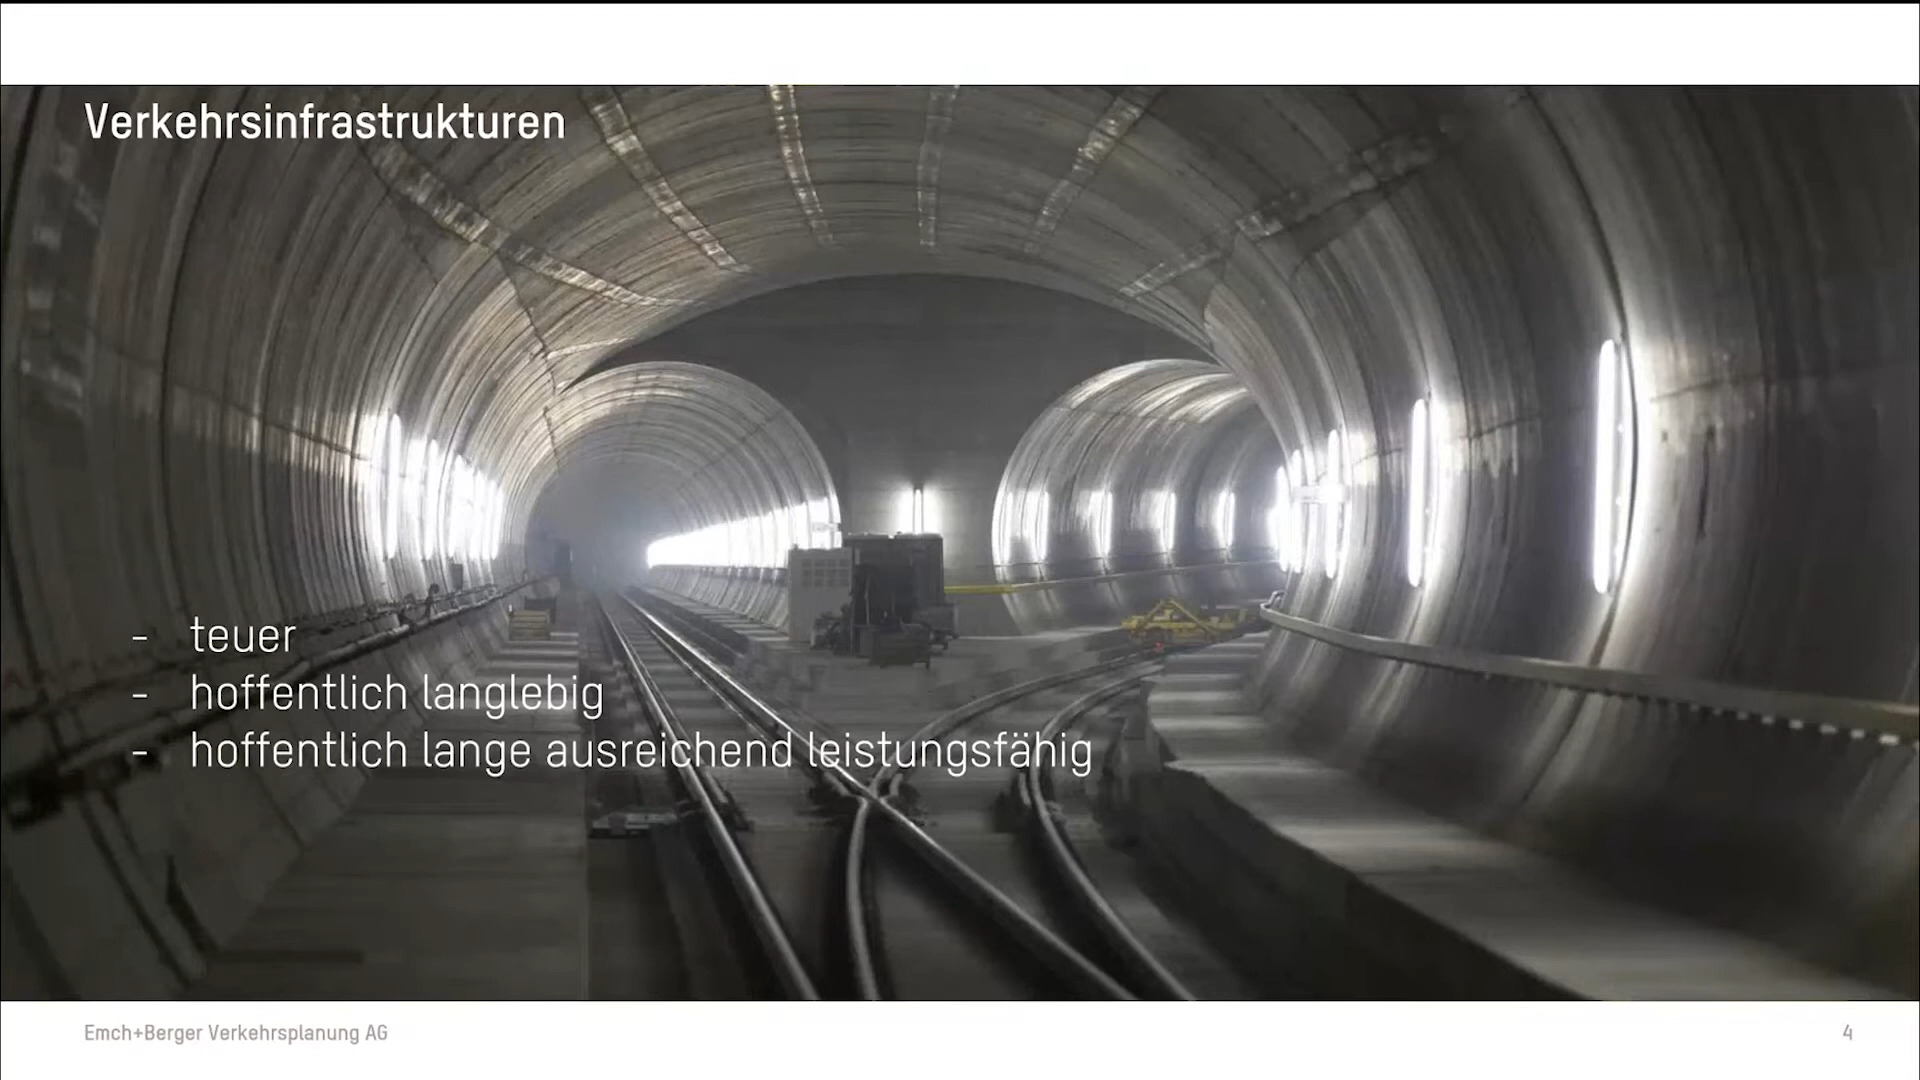 Verkehrsinfrastrukturen
- teuer
- hoffentlich langlebig
- hoffentlich lange ausreichend leistungsfähig
Emch+Berger Verkehrsplanung AG
4